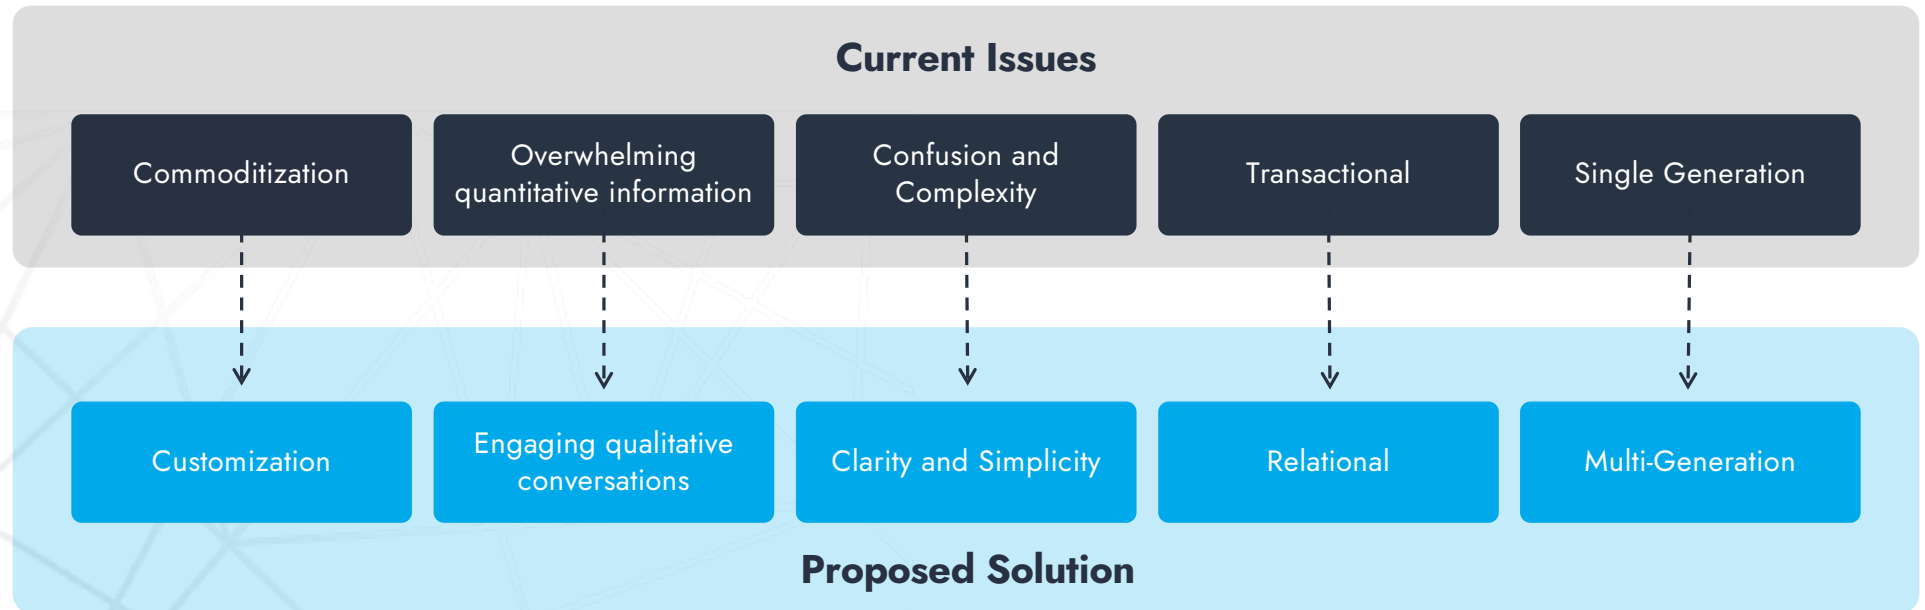 Current Issues
Commoditization
Overwhelming
quantitative information
Confusion and
Complexity
Transactional
Single Generation
Customization
Engaging qualitative
conversations
Clarity and Simplicity
Relational
Multi-Generation
Proposed Solution